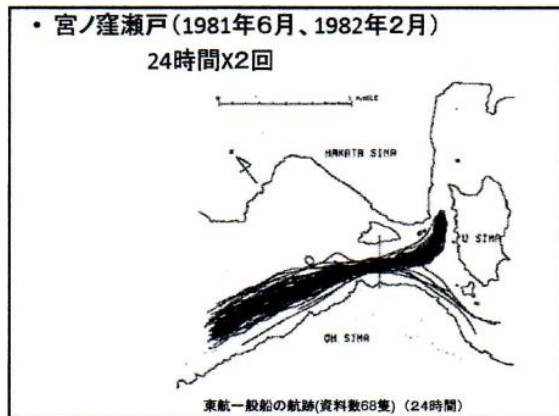 • 宮ノ窪瀬戸(1981年6月、1982年2月)
24時間X2回
HAKATA SIMA
U SIMA
OH SIMA
東航一般船の航跡(資料数68隻) (24時間)